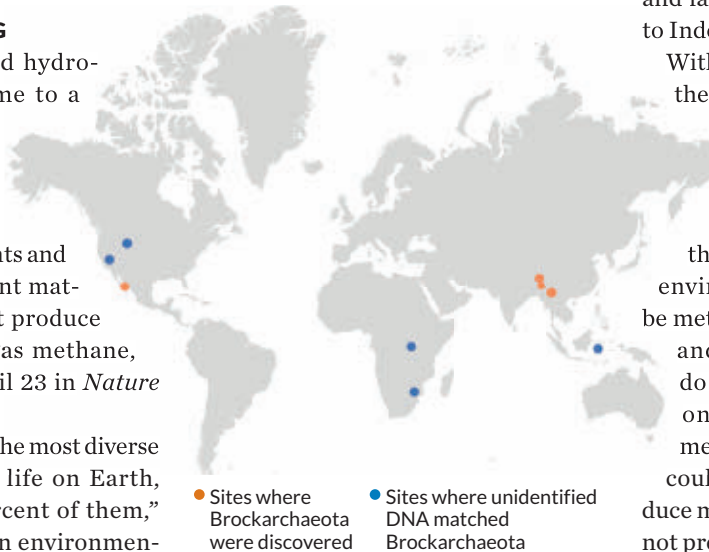 G
d hydro-
me to a
nts and
nt mat-
t produce
as methane,
il 23 in Nature
he most diverse
life on Earth,
rcent of them,”
n environmen-
Sites where
Brockarchaeota
were discovered
Sites where unidentified
DNA matched
Brockarchaeota
and la
to Indo
With
the
th
envir
be met
and
do
on
me
coul
duce m
not pro